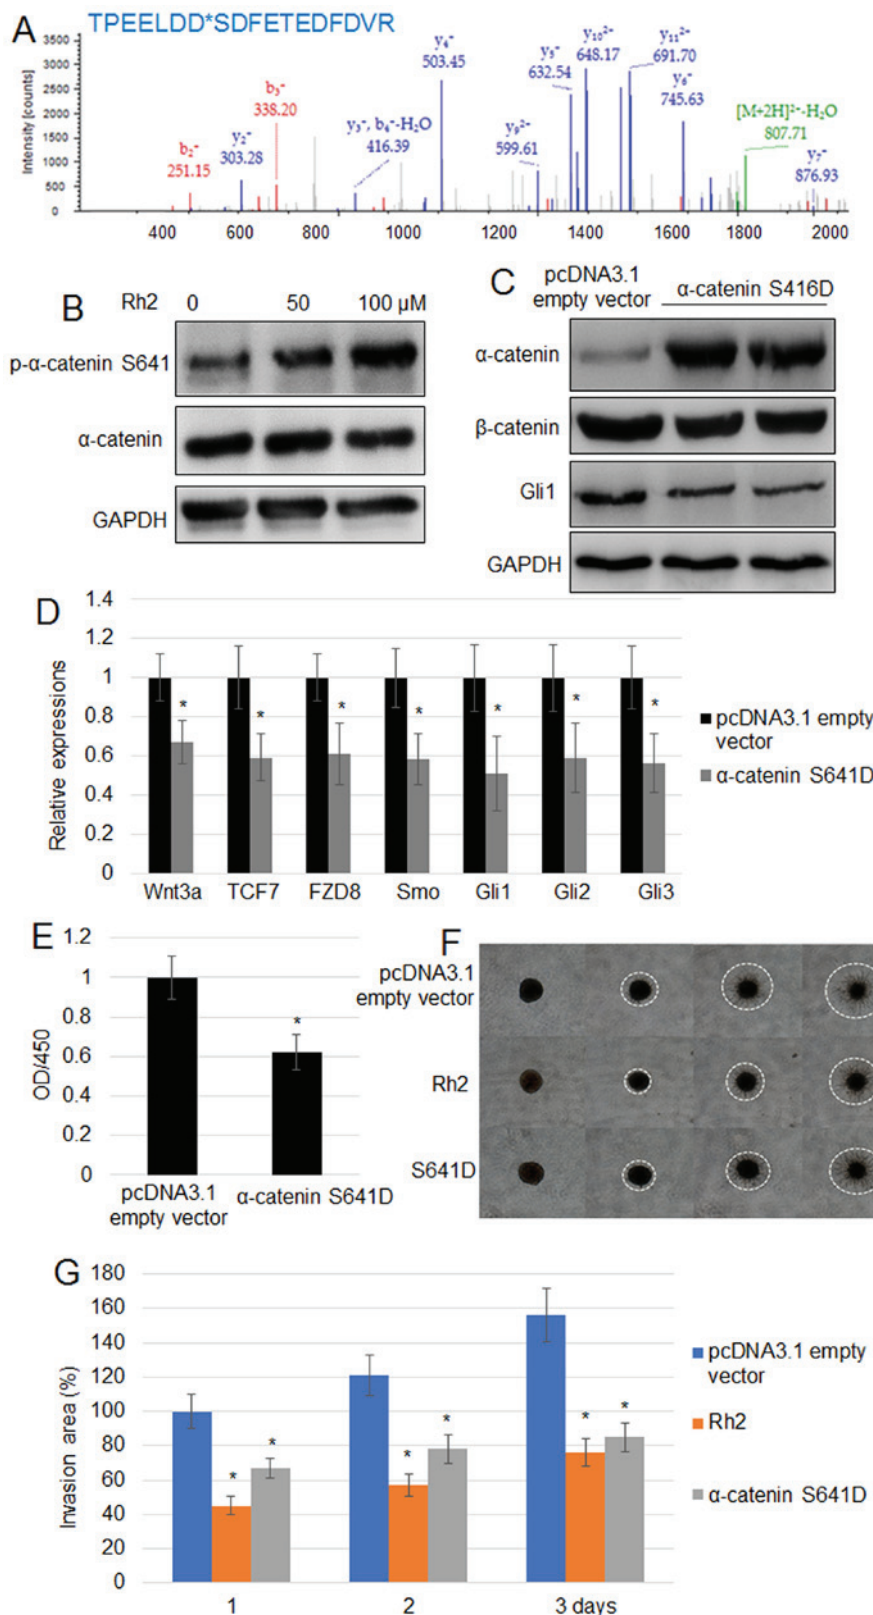 A
TPEELDD*SDFETEDFDVR
Intensity [counts]
3500
3000
2500
2000
1500
1000
500
0
b₂⁻
251.15
y₂⁻
303.28
b₃⁻
338.20
y₃⁻, b₄⁻-H₂O
416.39
y₄⁻
503.45
y₉²⁻
599.61
y₅⁻
632.54
y₁₀²⁻
648.17
y₁₁²⁻
691.70
y₆⁻
745.63
[M+2H]²⁻-H₂O
807.71
y₇⁻
876.93
400 600 800 1000 1200 1400 1600 1800 2000
B
Rh2 0 50 100 μM
p-α-catenin S641
α-catenin
GAPDH
C
pcDNA3.1
empty vector
α-catenin S416D
α-catenin
β-catenin
Gli1
GAPDH
D
Relative expressions
1.4
1.2
1
0.8
0.6
0.4
0.2
0
* * * * * * *
Wnt3a TCF7 FZD8 Smo Gli1 Gli2 Gli3
pcDNA3.1 empty
vector
α-catenin S641D
E
OD/450
1.2
1
0.8
0.6
0.4
0.2
0
*
pcDNA3.1
empty vector
α-catenin S641D
F
pcDNA3.1
empty vector
Rh2
S641D
G
Invasion area (%)
180
160
140
120
100
80
60
40
20
0
* * * * * *
1 2 3 days
pcDNA3.1 empty
vector
Rh2
α-catenin S641D